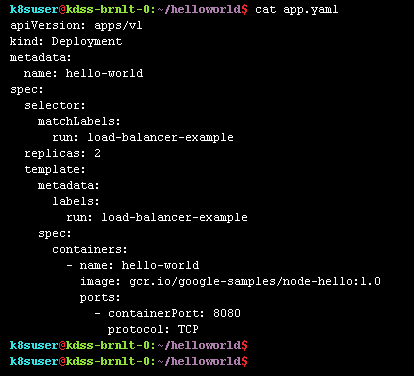 k8suser@kdss-brnlt-0:~/helloworld$ cat app.yaml
apiVersion: apps/v1
kind: Deployment
metadata:
  name: hello-world
spec:
  selector:
    matchLabels:
      run: load-balancer-example
  replicas: 2
  template:
    metadata:
      labels:
        run: load-balancer-example
    spec:
      containers:
        - name: hello-world
          image: gcr.io/google-samples/node-hello:1.0
          ports:
            - containerPort: 8080
              protocol: TCP
k8suser@kdss-brnlt-0:~/helloworld$
k8suser@kdss-brnlt-0:~/helloworld$